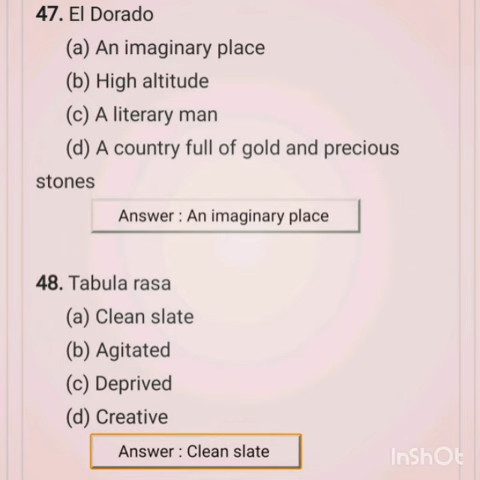 47. El Dorado
(a) An imaginary place
(b) High altitude
(c) A literary man
(d) A country full of gold and precious
stones
Answer : An imaginary place
48. Tabula rasa
(a) Clean slate
(b) Agitated
(c) Deprived
(d) Creative
Answer : Clean slate
InShOt